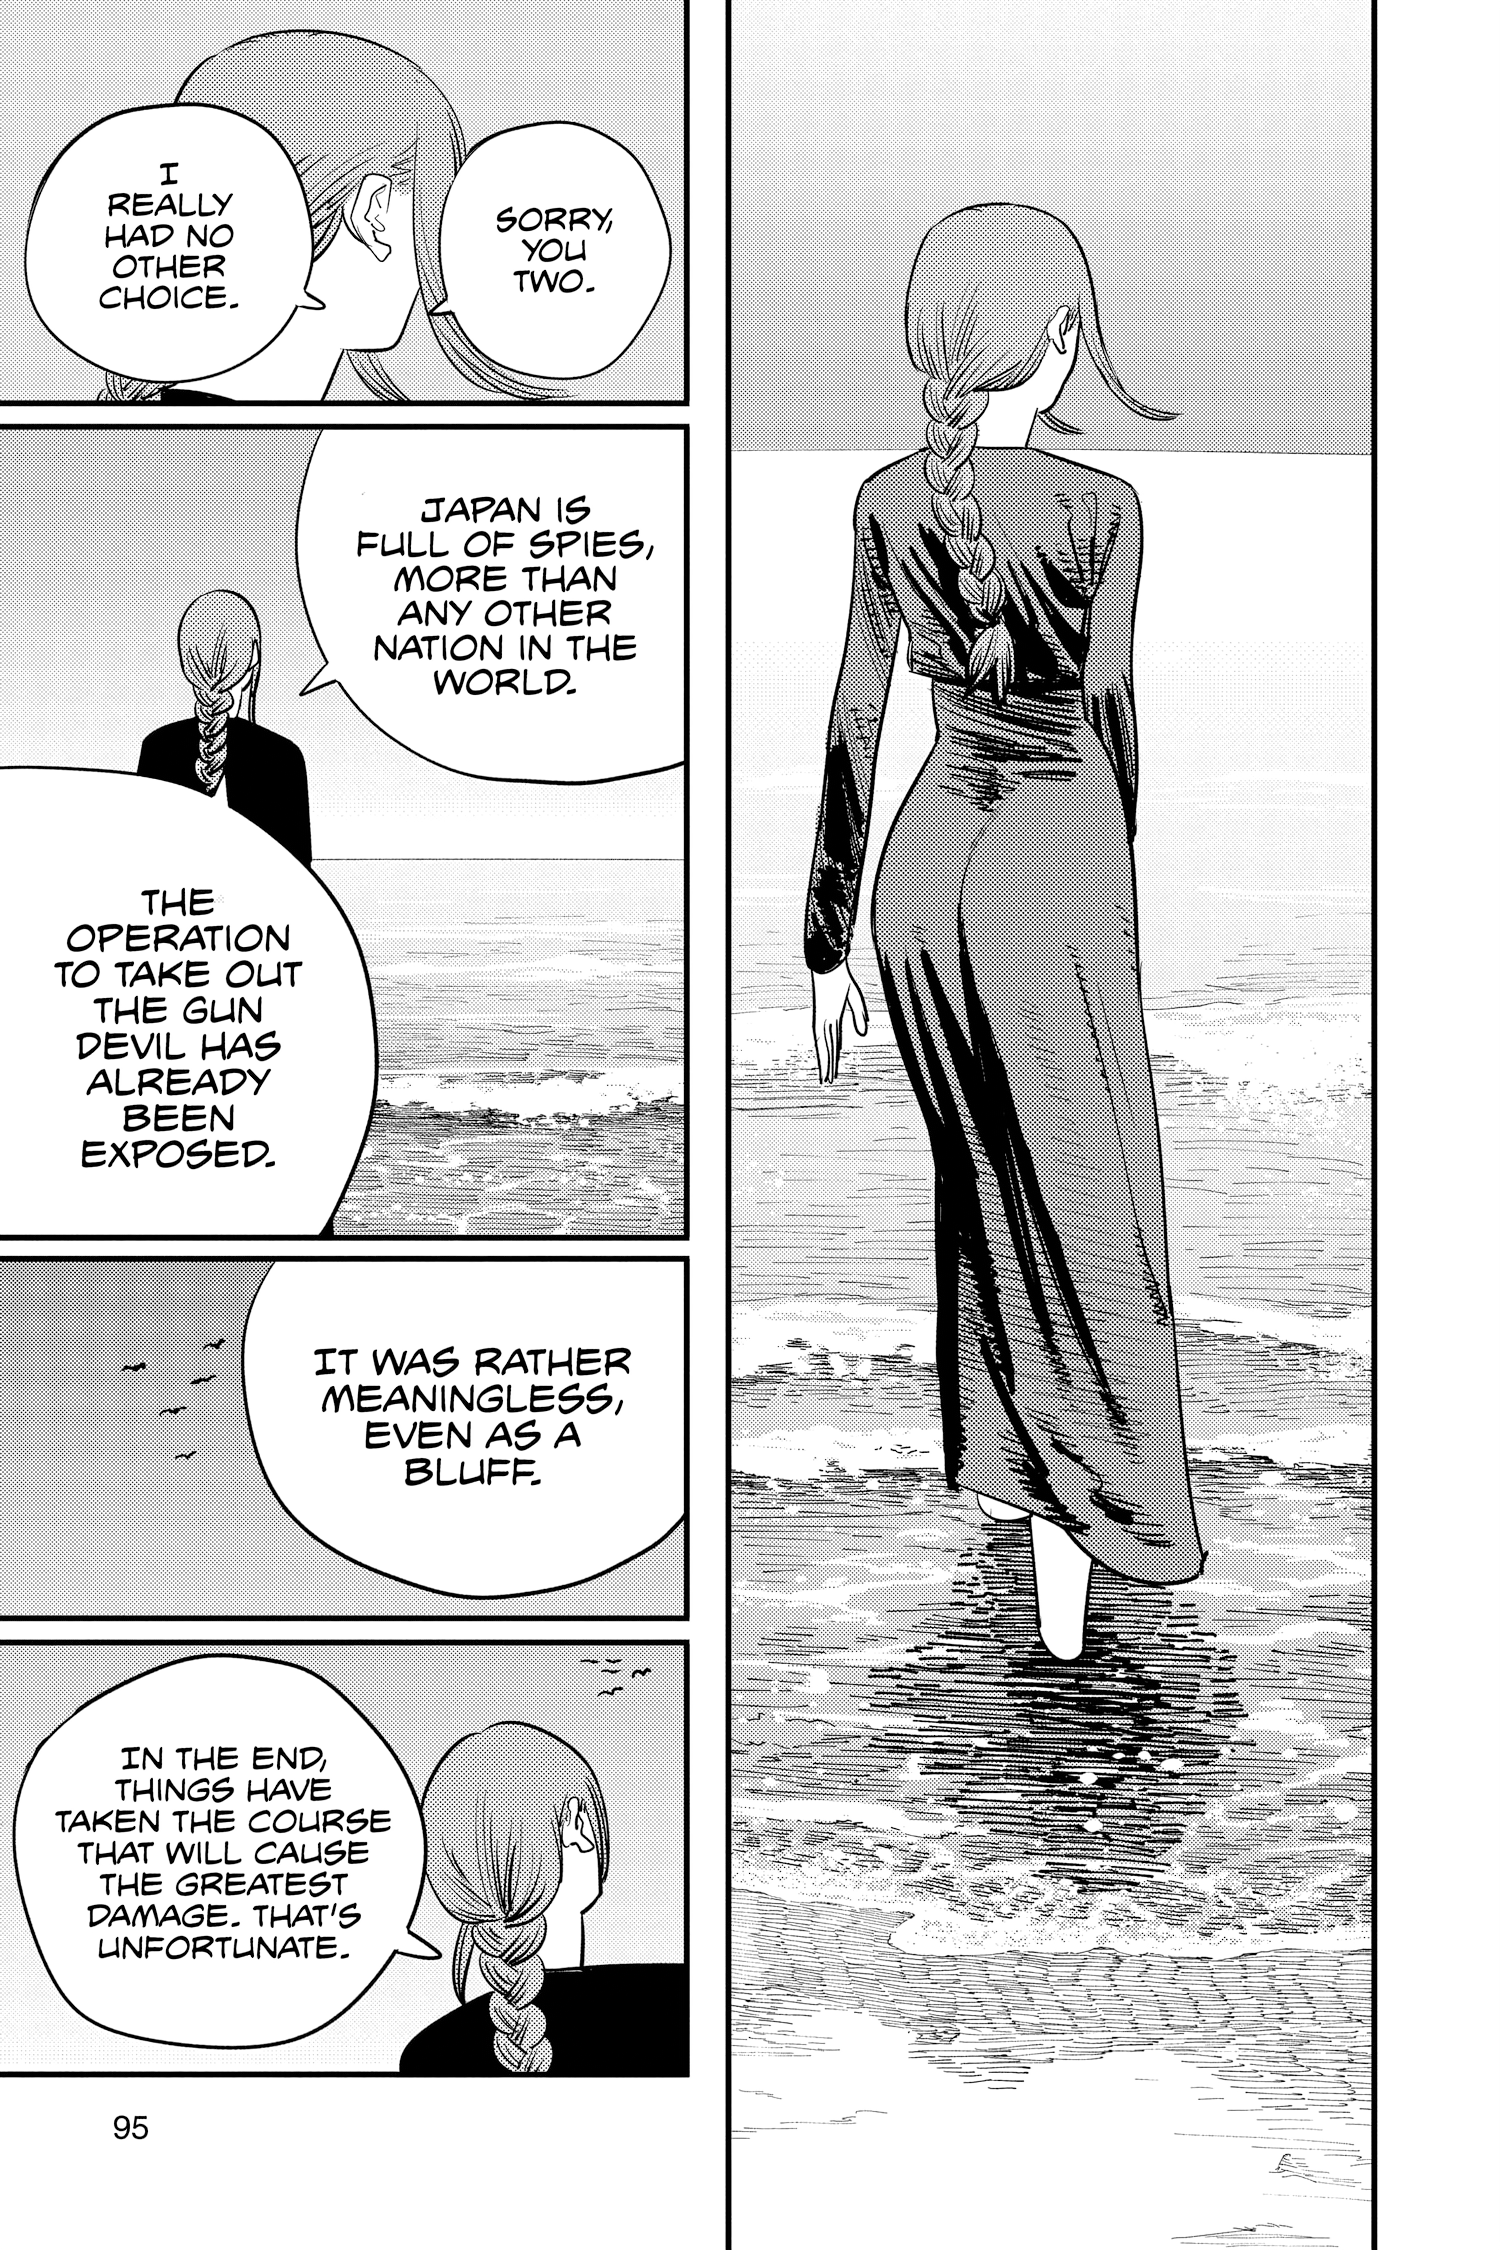 SORRY,
YOU
TWO.
I
REALLY
HAD NO
OTHER
CHOICE.
JAPAN IS
FULL OF SPIES,
MORE THAN
ANY OTHER
NATION IN THE
WORLD.
THE
OPERATION
TO TAKE OUT
THE GUN
DEVIL HAS
ALREADY
BEEN
EXPOSED.
IT WAS RATHER
MEANINGLESS,
EVEN AS A
BLUFF.
IN THE END,
THINGS HAVE
TAKEN THE COURSE
THAT WILL CAUSE
THE GREATEST
DAMAGE. THAT'S
UNFORTUNATE.
95